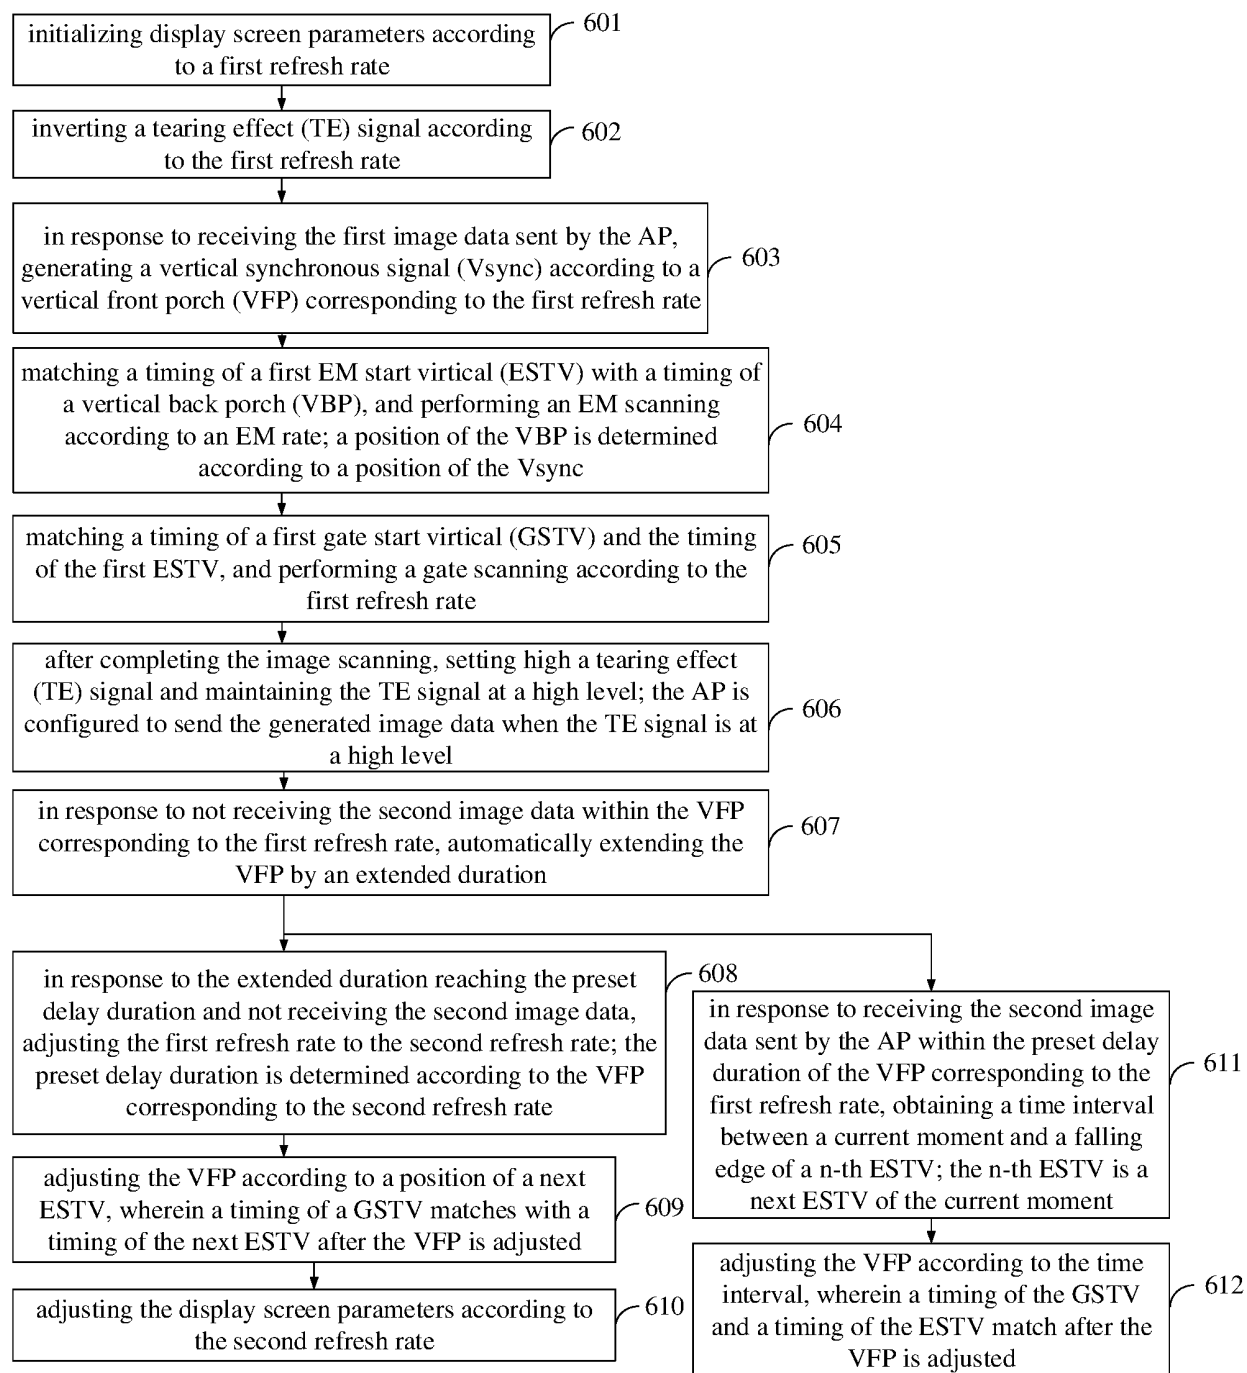 initializing display screen parameters according
to a first refresh rate
601
inverting a tearing effect (TE) signal according
to the first refresh rate
602
in response to receiving the first image data sent by the AP,
generating a vertical synchronous signal (Vsync) according to a
vertical front porch (VFP) corresponding to the first refresh rate
603
matching a timing of a first EM start virtical (ESTV) with a timing of
a vertical back porch (VBP), and performing an EM scanning
according to an EM rate; a position of the VBP is determined
according to a position of the Vsync
604
matching a timing of a first gate start virtical (GSTV) and the timing
of the first ESTV, and performing a gate scanning according to the
first refresh rate
605
after completing the image scanning, setting high a tearing effect
(TE) signal and maintaining the TE signal at a high level; the AP is
configured to send the generated image data when the TE signal is at
a high level
606
in response to not receiving the second image data within the VFP
corresponding to the first refresh rate, automatically extending the
VFP by an extended duration
607
in response to the extended duration reaching the preset
delay duration and not receiving the second image data,
adjusting the first refresh rate to the second refresh rate; the
preset delay duration is determined according to the VFP
corresponding to the second refresh rate
608
adjusting the VFP according to a position of a next
ESTV, wherein a timing of a GSTV matches with a
timing of the next ESTV after the VFP is adjusted
609
adjusting the display screen parameters according to
the second refresh rate
610
in response to receiving the second image
data sent by the AP within the preset delay
duration of the VFP corresponding to the
first refresh rate, obtaining a time interval
between a current moment and a falling
edge of a n-th ESTV; the n-th ESTV is a
next ESTV of the current moment
611
adjusting the VFP according to the time
interval, wherein a timing of the GSTV
and a timing of the ESTV match after the
VFP is adjusted
612